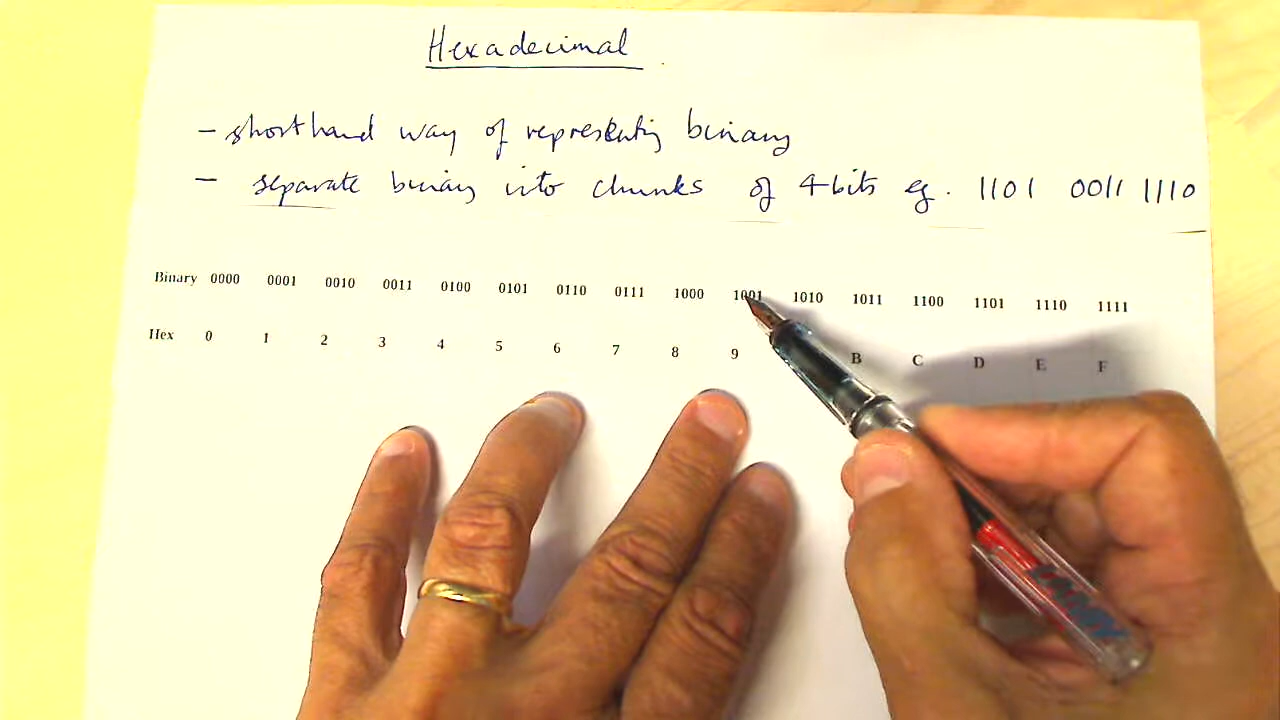 Hexadecimal
- shorthand way of representing binary
- separate binary into chunks of 4 bits eg. 1101 0011 1110
Binary 0000 0001 0010 0011 0100 0101 0110 0111 1000 1001 1010 1011 1100 1101 1110 1111
Hex 0 1 2 3 4 5 6 7 8 9 B C D E F
LAMY